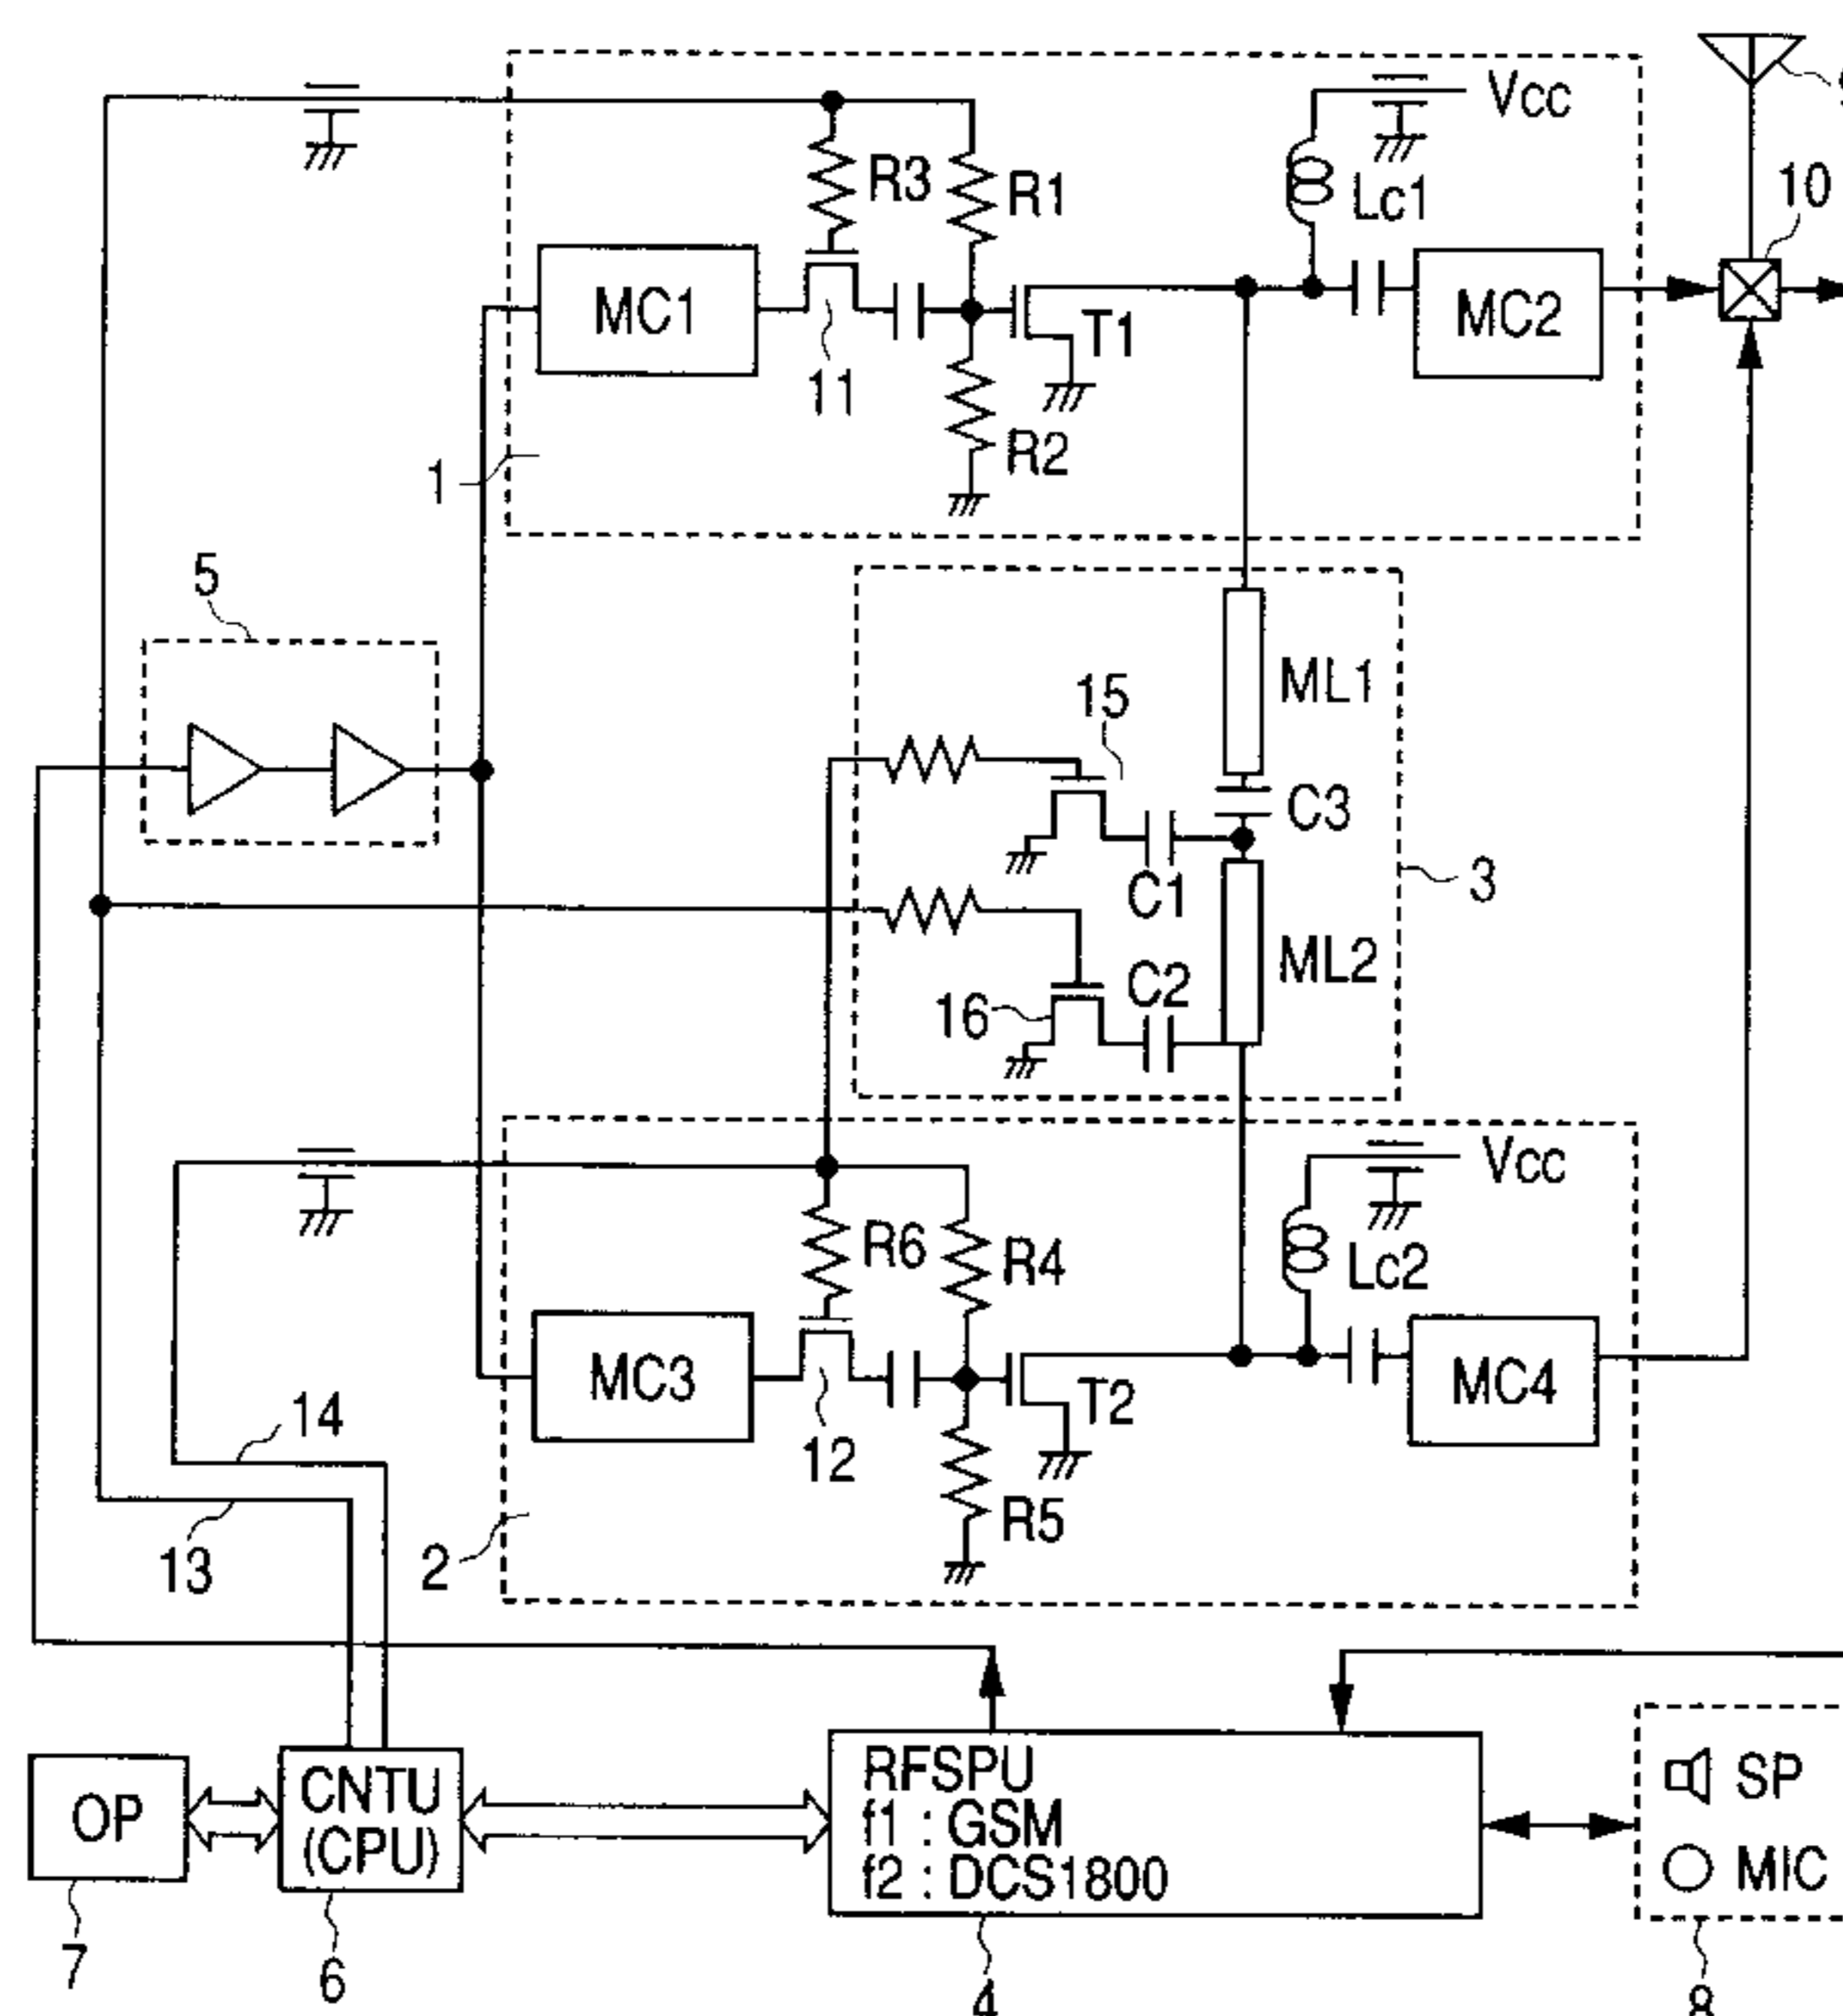 Vcc
9
R3
R1
Lc1
10
MC1
T1
MC2
11
R2
1
5
ML1
15
C3
C1
3
ML2
C2
16
Vcc
R6
R4
Lc2
MC3
T2
MC4
14
12
R5
13
2
RFSPU
CNTU
SP
OP
f1 : GSM
(CPU)
f2 : DCS1800
MIC
7
6
4
8